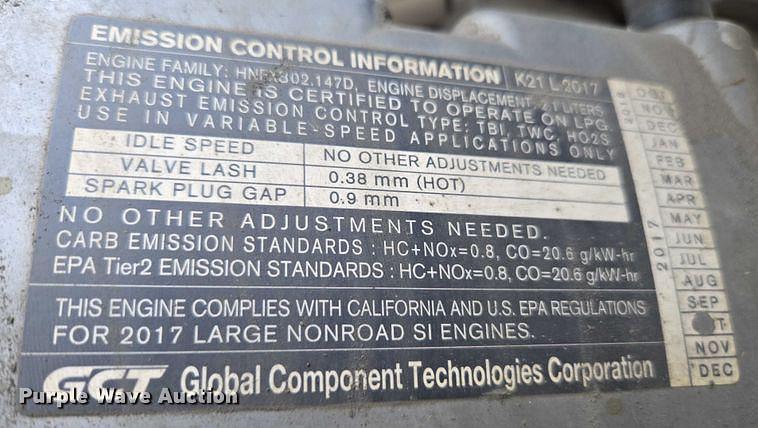 EMISSION CONTROL INFORMATION K21 L-2017
ENGINE FAMILY: ENGINE DISPLACEMENT: 2.1 LITERS
THIS ENGINE IS CERTIFIED TO OPERATE ON LPG.
EXHAUST EMISSION CONTROL TYPE: TBI, TWC, HO2S
USE IN VARIABLE-SPEED APPLICATIONS ONLY
IDLE SPEED NO OTHER ADJUSTMENTS NEEDED
VALVE LASH 0.38 mm (HOT)
SPARK PLUG GAP 0.9 mm
NO OTHER ADJUSTMENTS NEEDED.
CARB EMISSION STANDARDS : HC+NOx=0.8, CO=20.6 g/kW-hr
EPA Tier2 EMISSION STANDARDS : HC+NOx=0.8, CO=20.6 g/kW-hr
THIS ENGINE COMPLIES WITH CALIFORNIA AND U.S. EPA REGULATIONS
FOR 2017 LARGE NONROAD SI ENGINES.
GCT Global Component Technologies Corporation
2016
OCT
NOV
DEC
2017
JAN
FEB
MAR
APR
MAY
JUN
JUL
AUG
SEP
NOV
DEC
Purple Wave Auction